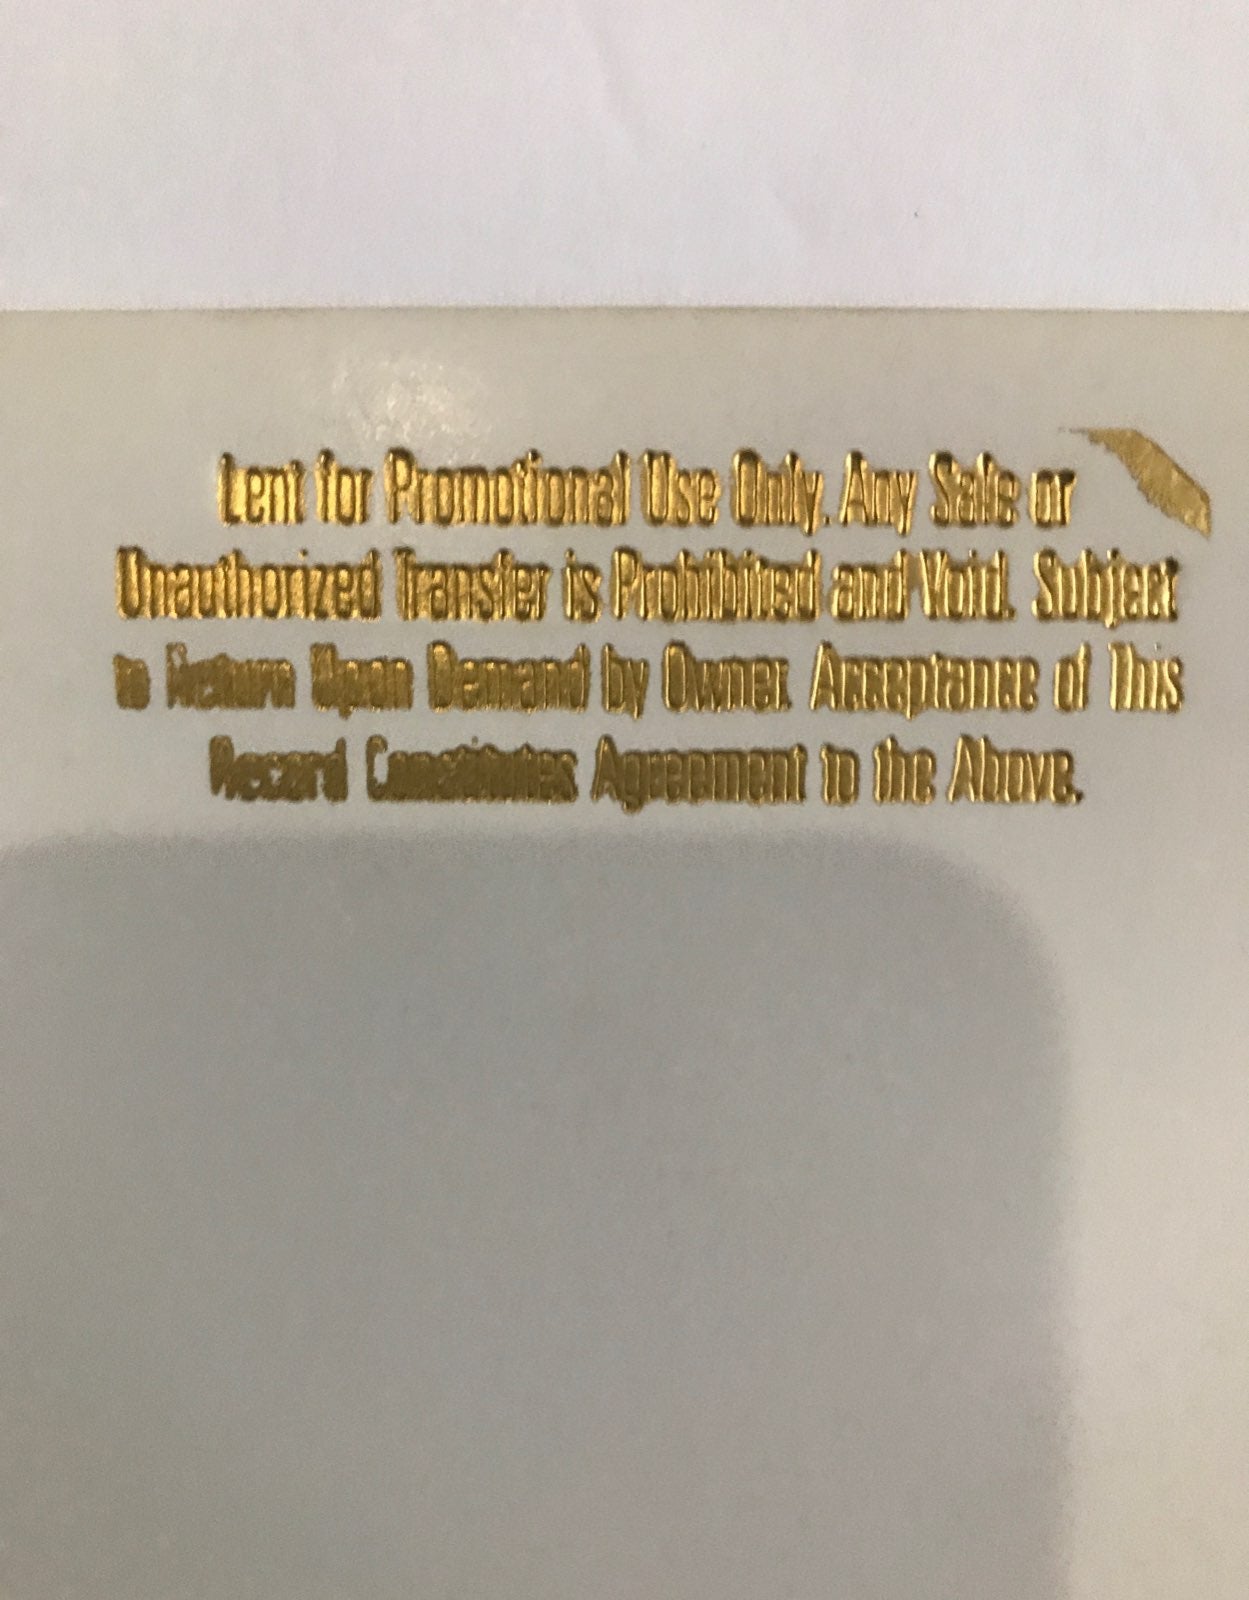 Lent for Promotional Use Only. Any Sale or
Unauthorized Transfer is Prohibited and Void. Subject
to Return Upon Demand by Owner. Acceptance of This
Record Constitutes Agreement to the Above.